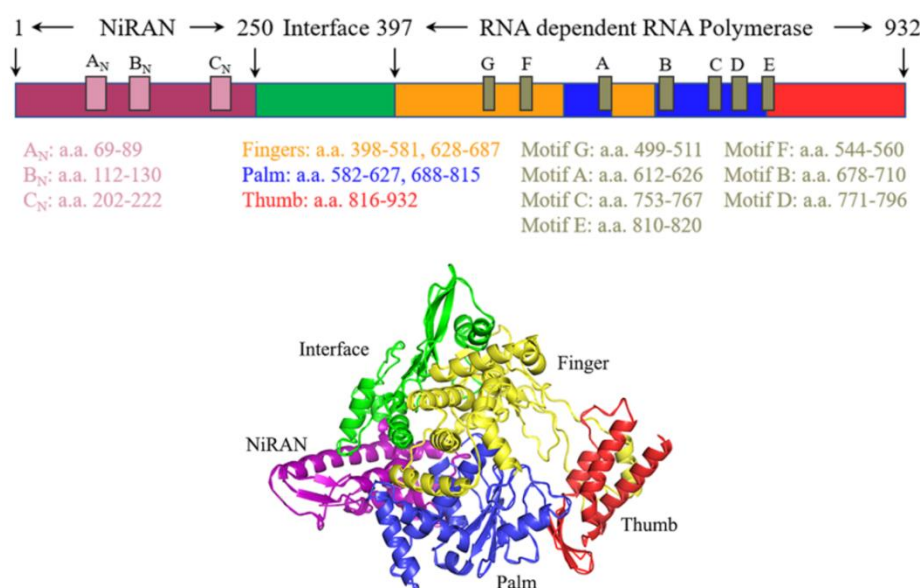 1 ← NiRAN → 250 Interface 397 ← RNA dependent RNA Polymerase → 932
A_N B_N C_N G F A B C D E
A_N: a.a. 69-89 Fingers: a.a. 398-581, 628-687 Motif G: a.a. 499-511 Motif F: a.a. 544-560
B_N: a.a. 112-130 Palm: a.a. 582-627, 688-815 Motif A: a.a. 612-626 Motif B: a.a. 678-710
C_N: a.a. 202-222 Thumb: a.a. 816-932 Motif C: a.a. 753-767 Motif D: a.a. 771-796
Motif E: a.a. 810-820
Interface
Finger
NiRAN
Thumb
Palm